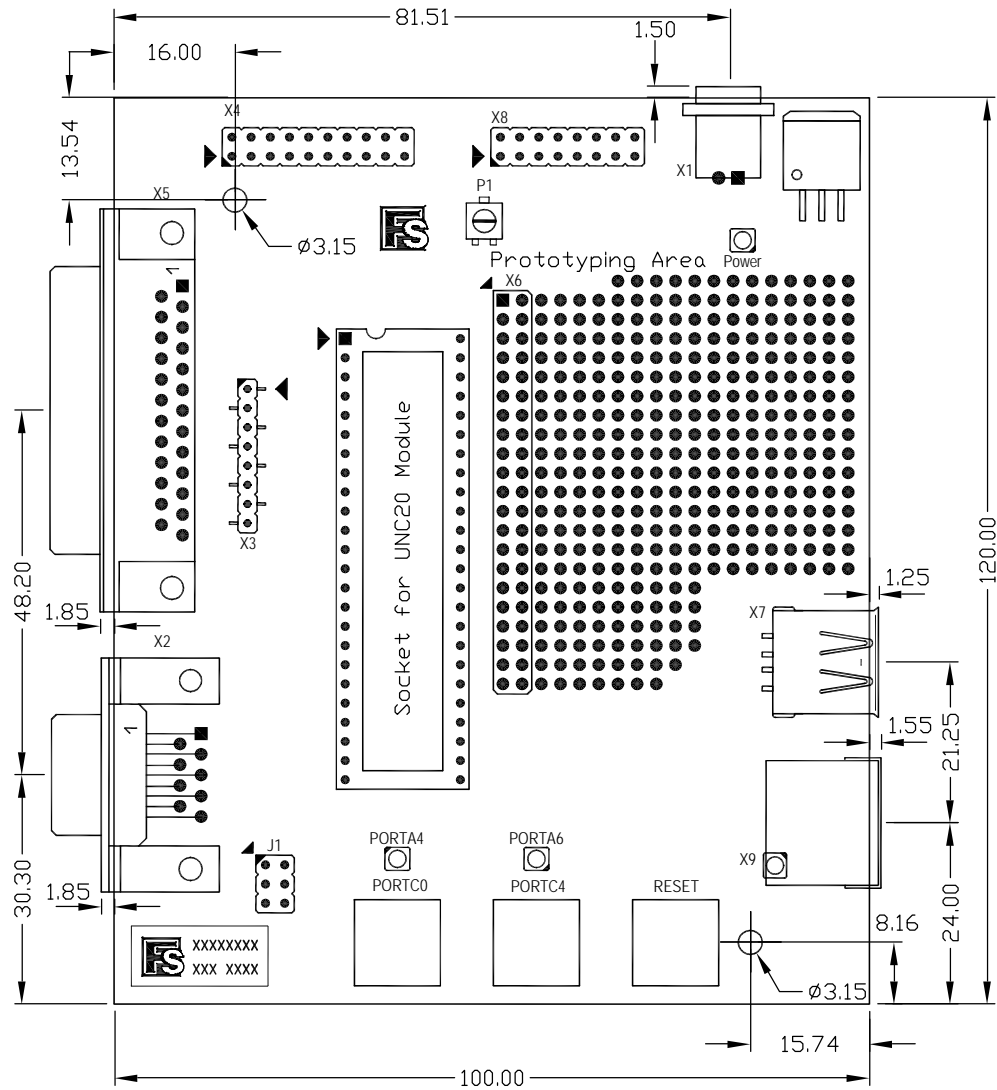 81.51
1.50
16.00
13.54
X4
X8
X1
X5
P1
FS
ø3.15
Prototyping Area
Power
X6
1
Socket for UNC20 Module
X3
48.20
120.00
1.25
1.85
X7
X2
1.55
21.25
1
PORTA4
PORTA6
J1
X9
PORTC0
PORTC4
RESET
30.30
1.85
24.00
8.16
FS
XXXXXXXX
XXX XXXX
ø3.15
15.74
100.00